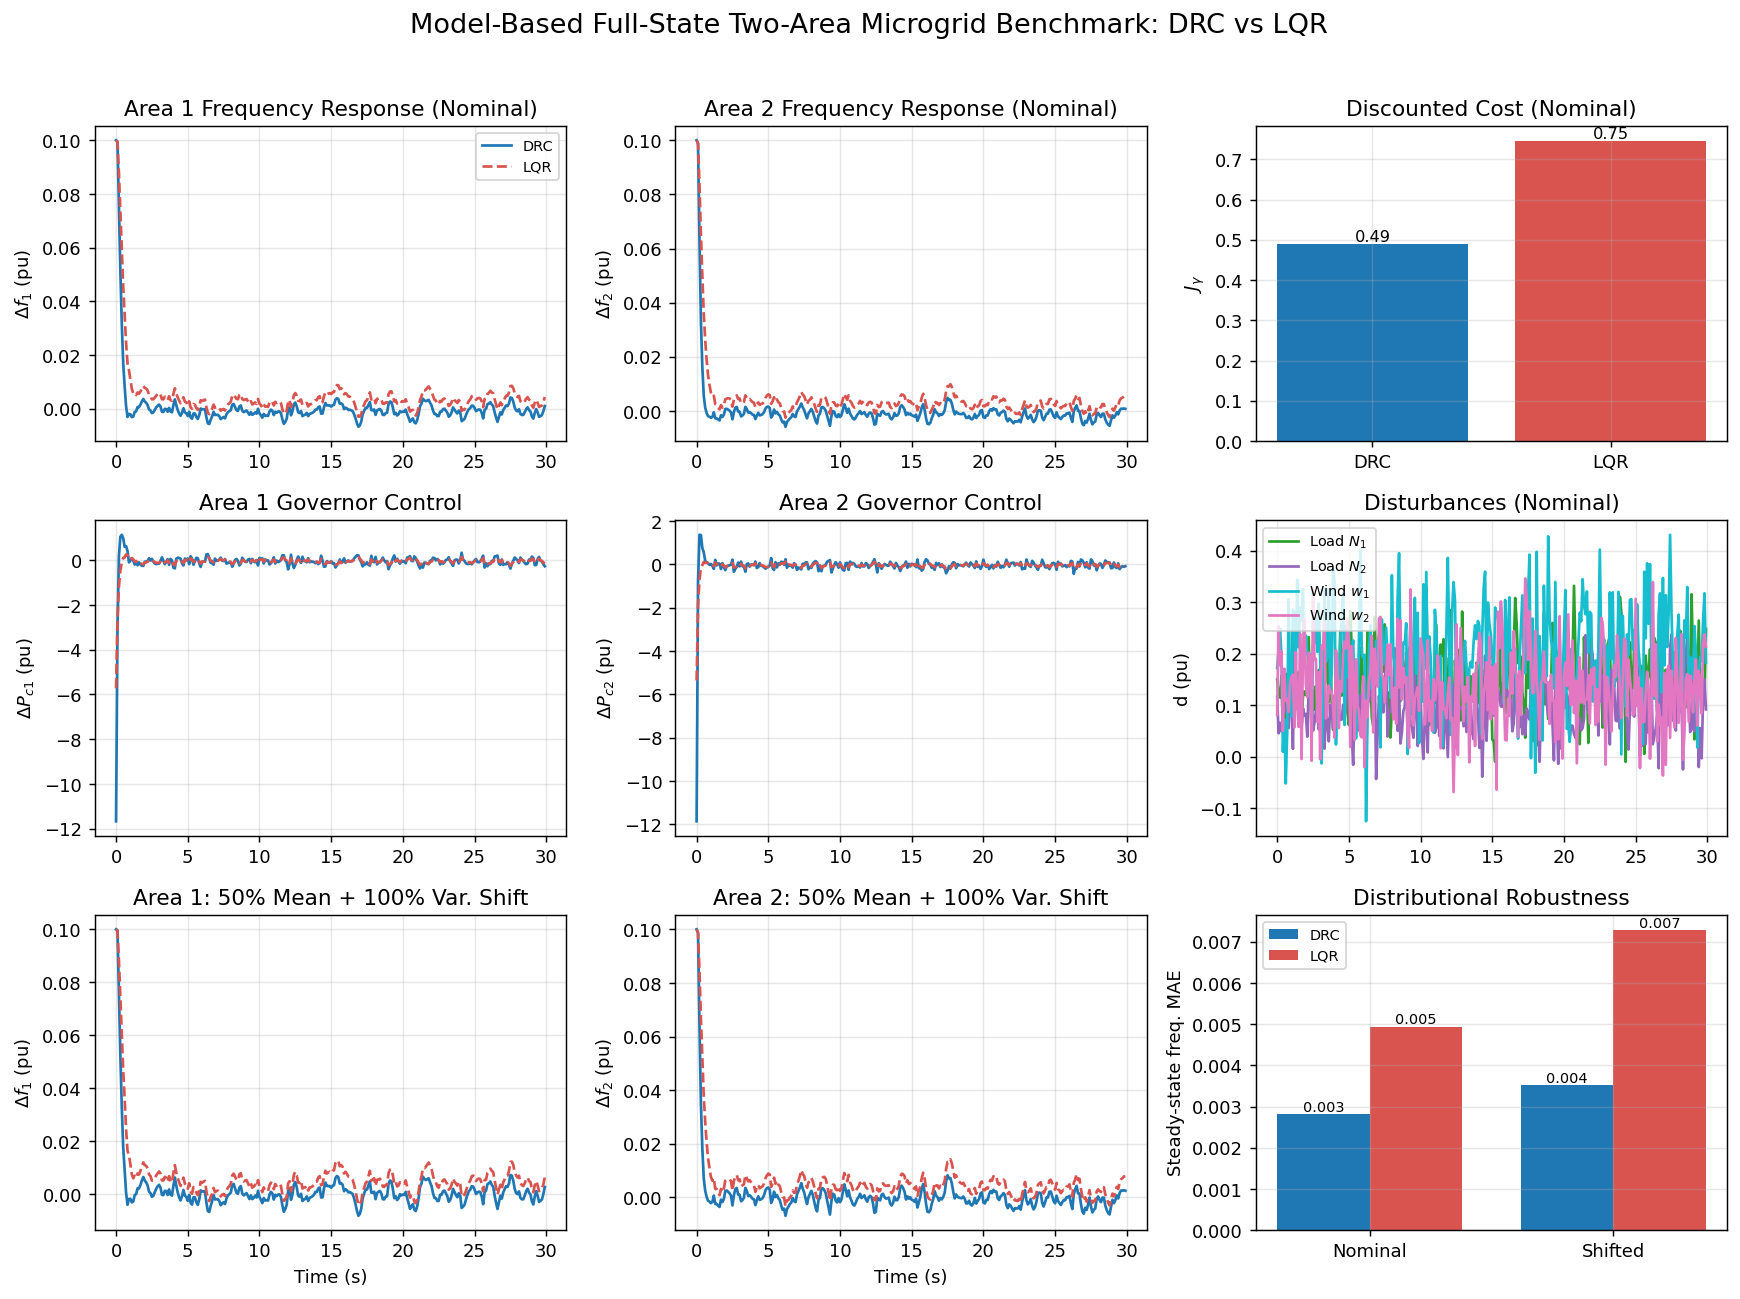 Model-Based Full-State Two-Area Microgrid Benchmark: DRC vs LQR
Area 1 Frequency Response (Nominal)
Δf₁ (pu)
0.10
0.08
0.06
0.04
0.02
0.00
DRC
LQR
0 5 10 15 20 25 30
Area 2 Frequency Response (Nominal)
Δf₂ (pu)
0.10
0.08
0.06
0.04
0.02
0.00
0 5 10 15 20 25 30
Discounted Cost (Nominal)
Jᵧ
0.7
0.6
0.5
0.4
0.3
0.2
0.1
0.0
0.49
0.75
DRC LQR
Area 1 Governor Control
ΔP_{c1} (pu)
0
−2
−4
−6
−8
−10
−12
0 5 10 15 20 25 30
Area 2 Governor Control
ΔP_{c2} (pu)
2
0
−2
−4
−6
−8
−10
−12
0 5 10 15 20 25 30
Disturbances (Nominal)
d (pu)
0.4
0.3
0.2
0.1
0.0
−0.1
Load N₁
Load N₂
Wind w₁
Wind w₂
0 5 10 15 20 25 30
Area 1: 50% Mean + 100% Var. Shift
Δf₁ (pu)
0.10
0.08
0.06
0.04
0.02
0.00
0 5 10 15 20 25 30
Time (s)
Area 2: 50% Mean + 100% Var. Shift
Δf₂ (pu)
0.10
0.08
0.06
0.04
0.02
0.00
0 5 10 15 20 25 30
Time (s)
Distributional Robustness
Steady-state freq. MAE
0.007
0.006
0.005
0.004
0.003
0.002
0.001
0.000
DRC
LQR
0.003
0.005
0.004
0.007
Nominal Shifted